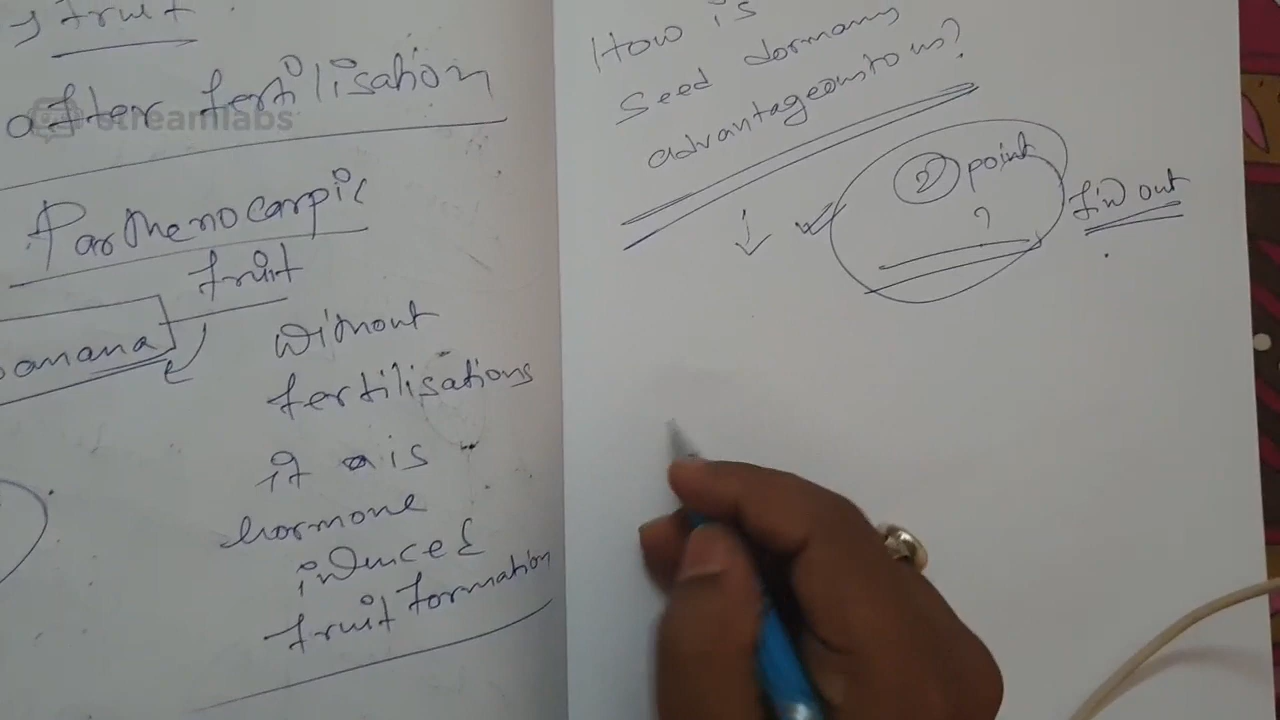 fruit
after fertilisation
streamlabs
Parthenocarpic
fruit
banana
without
fertilisations
it is
hormone
induced
fruit formation
How is
seed dormancy
advantageous to us?
2 point
?
find out